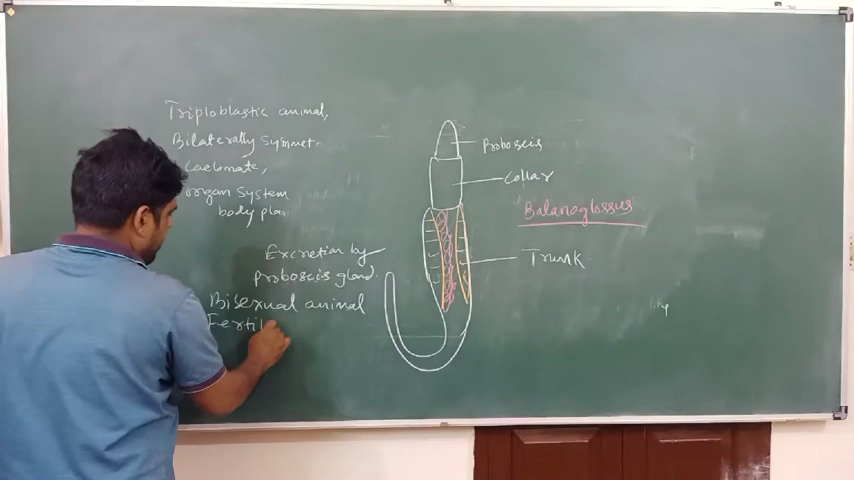 Triploblastic animal,
Bilaterally Symmet-
Caelomate,
organ System
body plan
Excretion by
Proboscis gland.
Bisexual animal
Fertil
Proboscis
Collar
Balanoglossus
Trunk